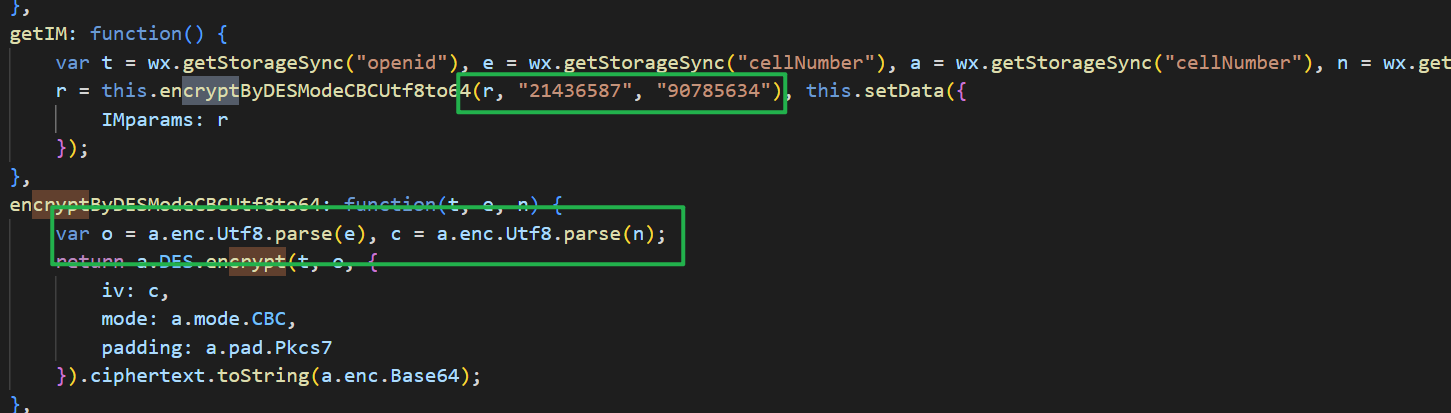 },
getIM: function() {
var t = wx.getStorageSync("openid"), e = wx.getStorageSync("cellNumber"), a = wx.getStorageSync("cellNumber"), n = wx.get
r = this.encryptByDESModeCBCUtf8to64(r, "21436587", "90785634"), this.setData({
IMparams: r
});
},
encryptByDESModeCBCUtf8to64: function(t, e, n) {
var o = a.enc.Utf8.parse(e), c = a.enc.Utf8.parse(n);
return a.DES.encrypt(t, o, {
iv: c,
mode: a.mode.CBC,
padding: a.pad.Pkcs7
}).ciphertext.toString(a.enc.Base64);
},